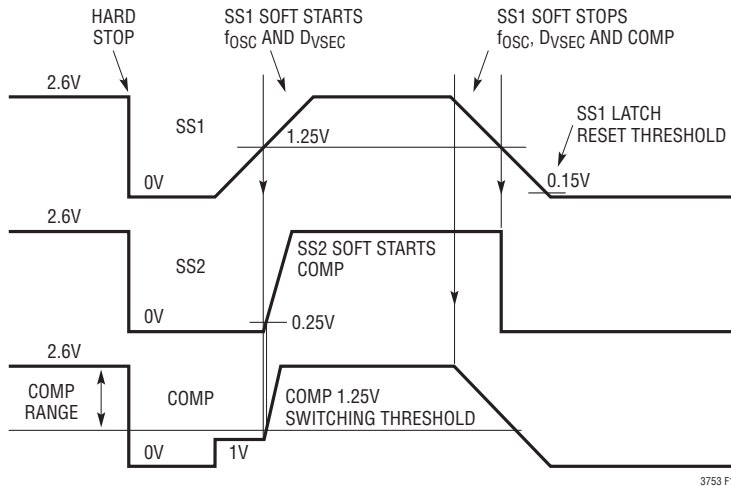 HARD
STOP
SS1 SOFT STARTS
fOSC AND DVSEC
SS1 SOFT STOPS
fOSC, DVSEC AND COMP
2.6V
SS1
1.25V
SS1 LATCH
RESET THRESHOLD
0V
0.15V
2.6V
SS2
SS2 SOFT STARTS
COMP
0V
0.25V
2.6V
COMP
RANGE
COMP
COMP 1.25V
SWITCHING THRESHOLD
0V
1V
3753 F1